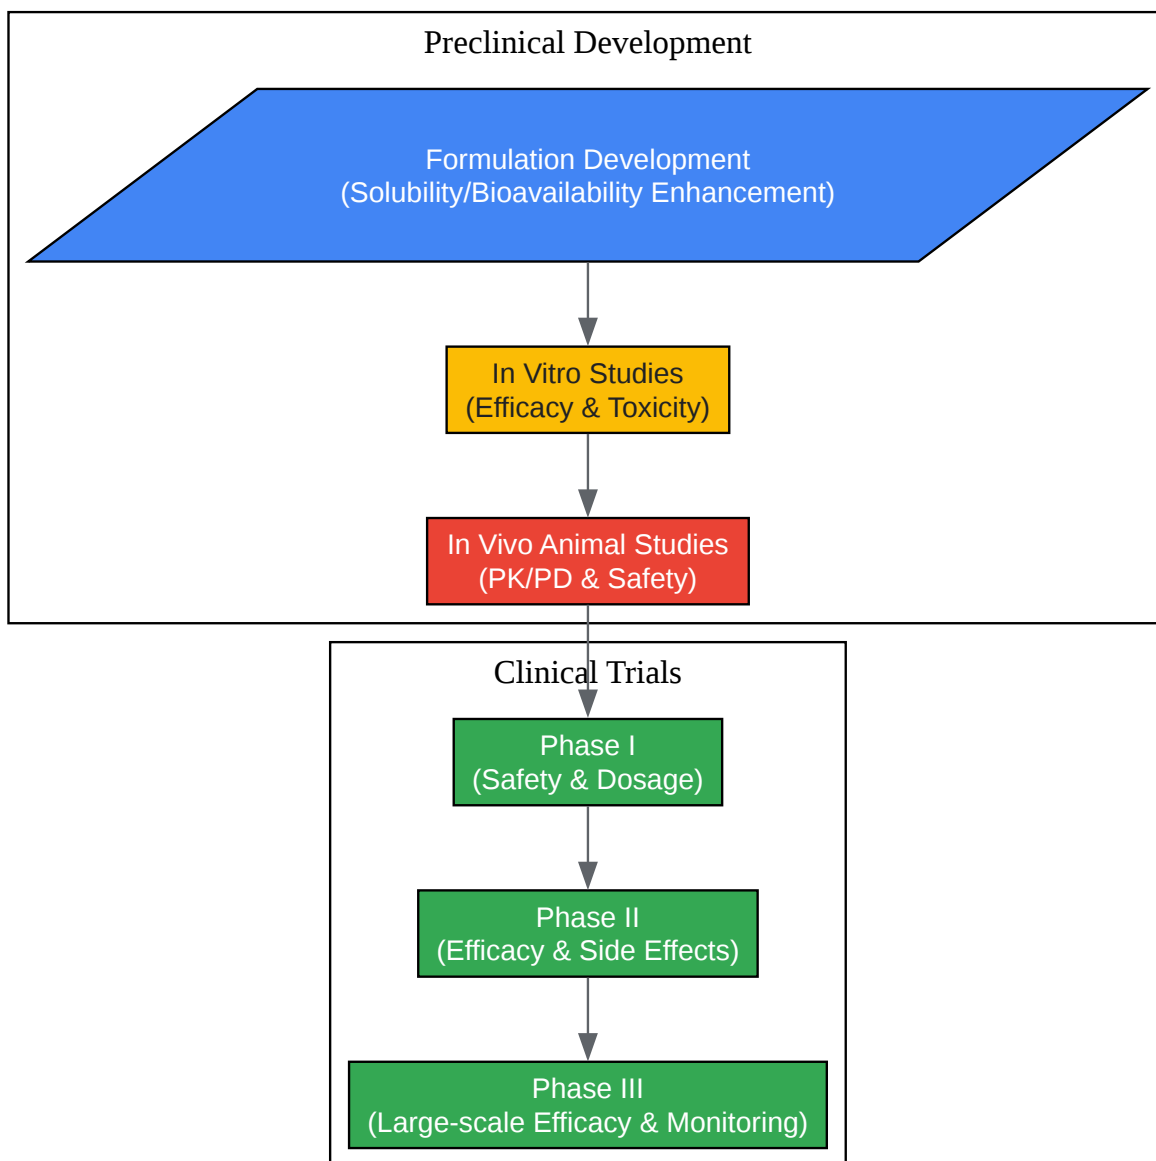 Preclinical Development
Formulation Development
(Solubility/Bioavailability Enhancement)
In Vitro Studies
(Efficacy & Toxicity)
In Vivo Animal Studies
(PK/PD & Safety)
Clinical Trials
Phase I
(Safety & Dosage)
Phase II
(Efficacy & Side Effects)
Phase III
(Large-scale Efficacy & Monitoring)